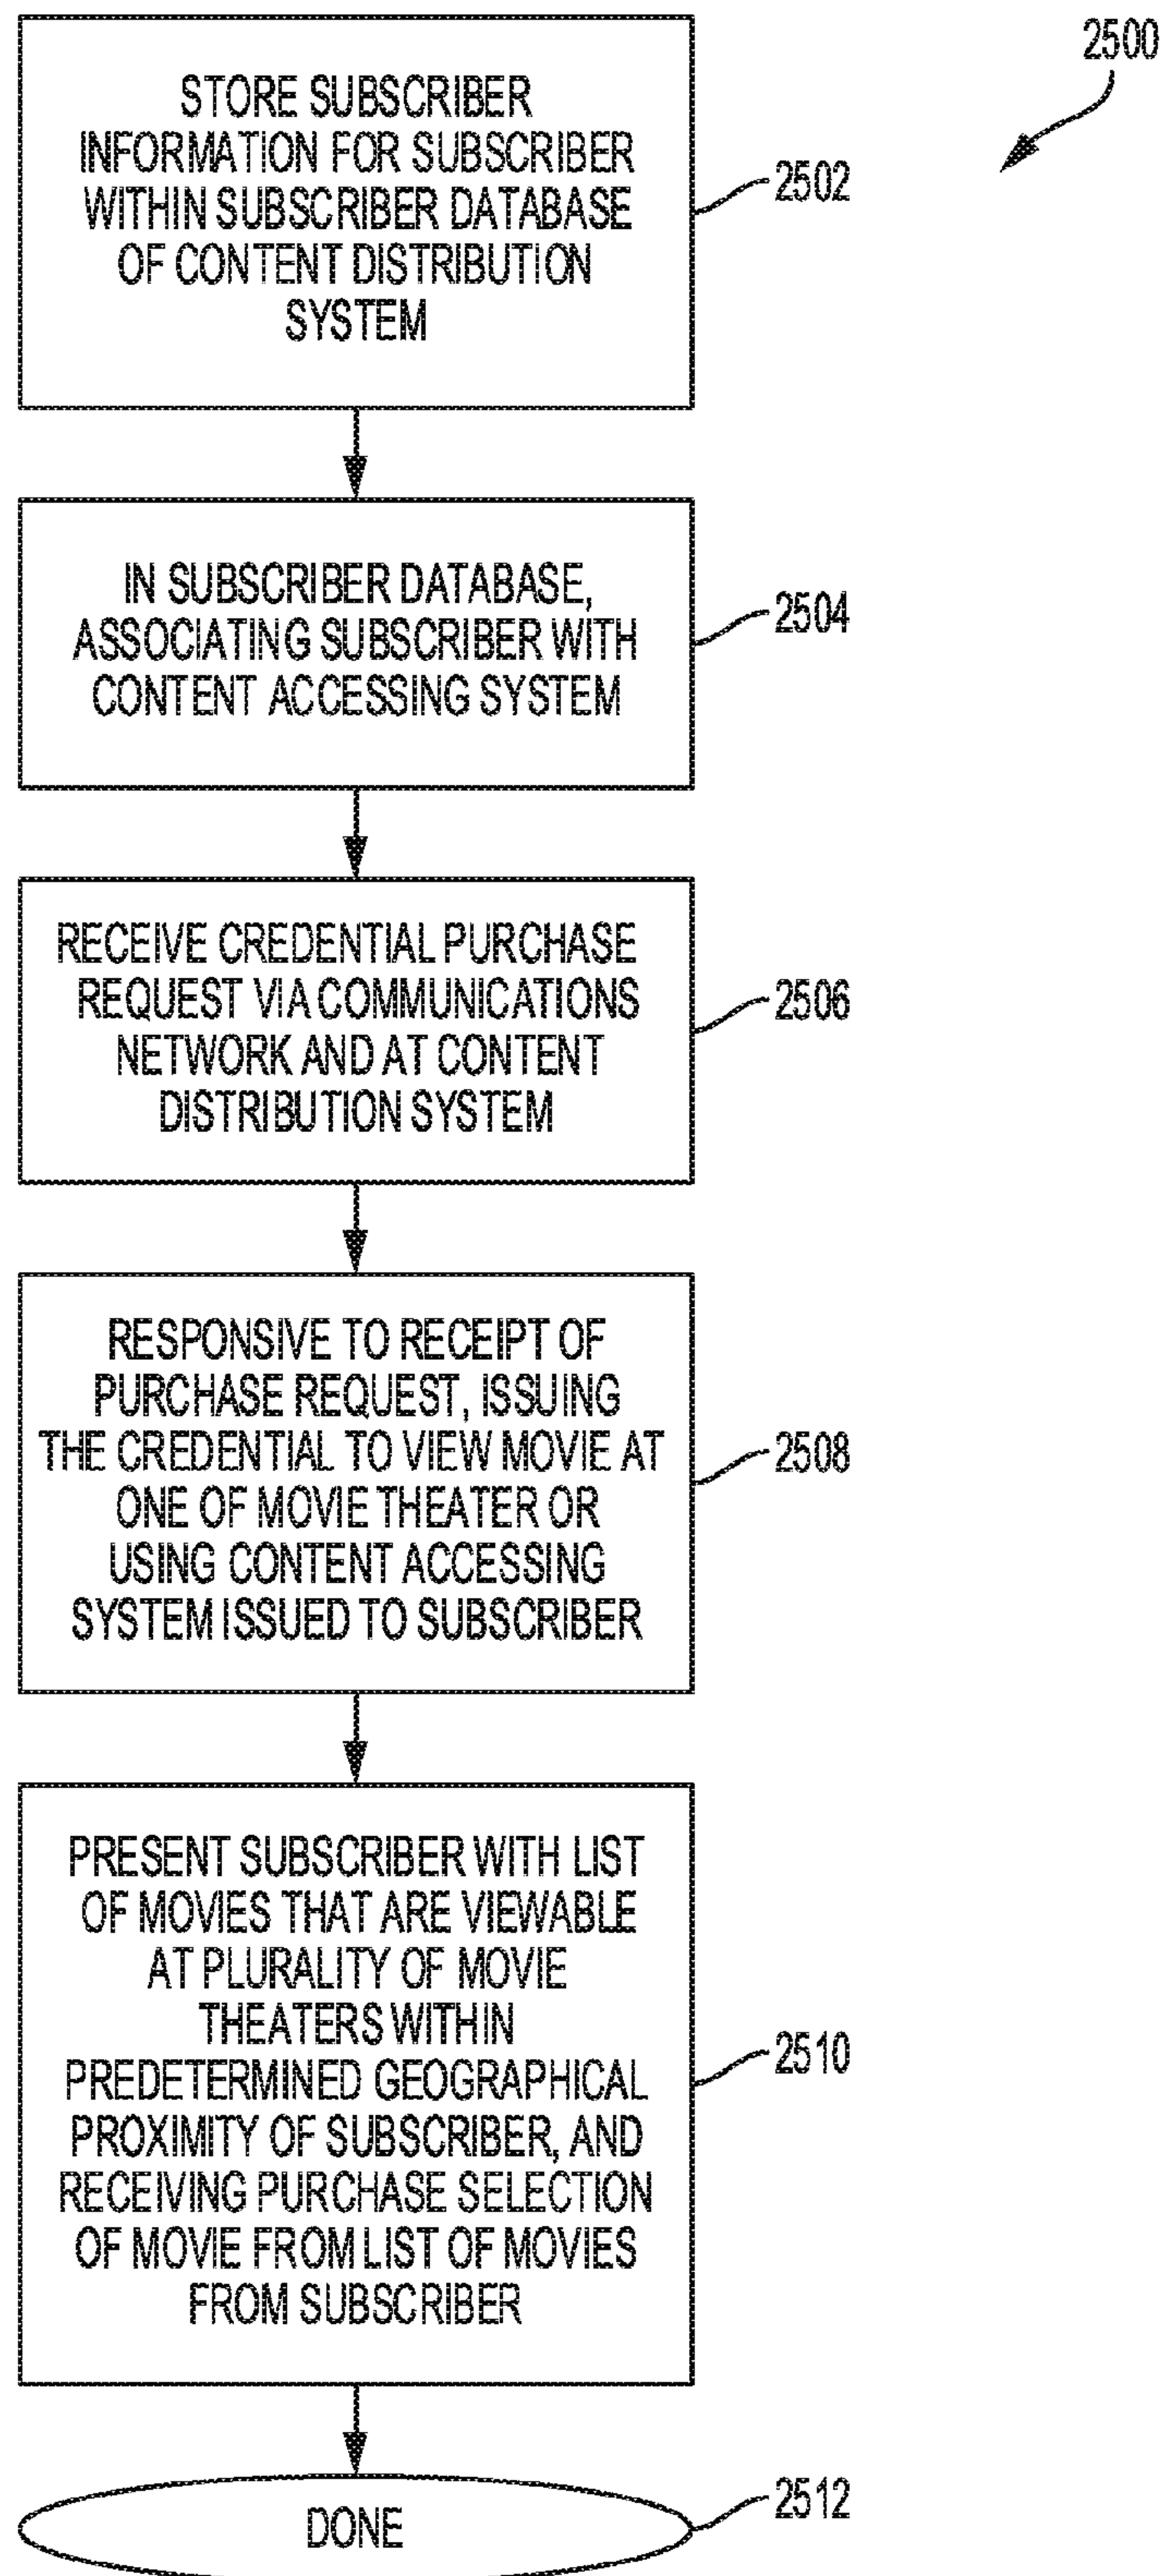 2500
STORE SUBSCRIBER
INFORMATION FOR SUBSCRIBER
WITHIN SUBSCRIBER DATABASE
OF CONTENT DISTRIBUTION
SYSTEM
2502
IN SUBSCRIBER DATABASE,
ASSOCIATING SUBSCRIBER WITH
CONTENT ACCESSING SYSTEM
2504
RECEIVE CREDENTIAL PURCHASE
REQUEST VIA COMMUNICATIONS
NETWORK AND AT CONTENT
DISTRIBUTION SYSTEM
2506
RESPONSIVE TO RECEIPT OF
PURCHASE REQUEST, ISSUING
THE CREDENTIAL TO VIEW MOVIE AT
ONE OF MOVIE THEATER OR
USING CONTENT ACCESSING
SYSTEM ISSUED TO SUBSCRIBER
2508
PRESENT SUBSCRIBER WITH LIST
OF MOVIES THAT ARE VIEWABLE
AT PLURALITY OF MOVIE
THEATERS WITHIN
PREDETERMINED GEOGRAPHICAL
PROXIMITY OF SUBSCRIBER, AND
RECEIVING PURCHASE SELECTION
OF MOVIE FROM LIST OF MOVIES
FROM SUBSCRIBER
2510
DONE
2512